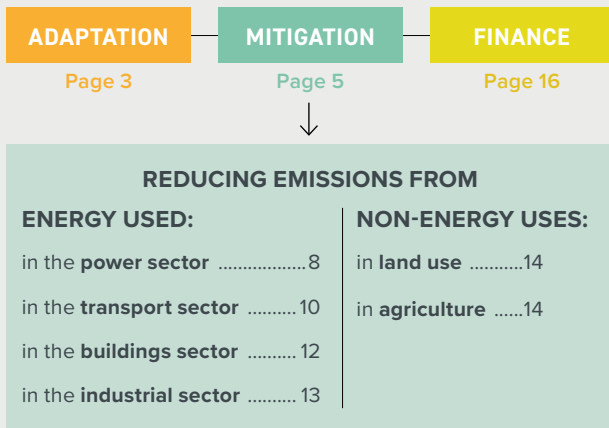 ADAPTATION MITIGATION FINANCE
Page 3 Page 5 Page 16
REDUCING EMISSIONS FROM
ENERGY USED:
in the power sector ..................8
in the transport sector ..........10
in the buildings sector ..........12
in the industrial sector ..........13
NON-ENERGY USES:
in land use ...........14
in agriculture ......14